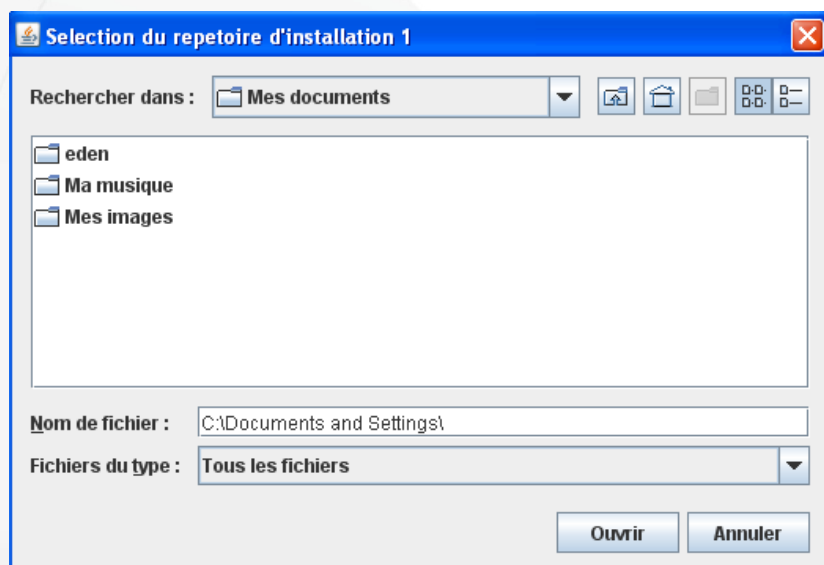 Selection du repetoire d'installation 1
Rechercher dans : Mes documents
eden
Ma musique
Mes images
Nom de fichier : C:\Documents and Settings\
Fichiers du type : Tous les fichiers
Ouvrir Annuler